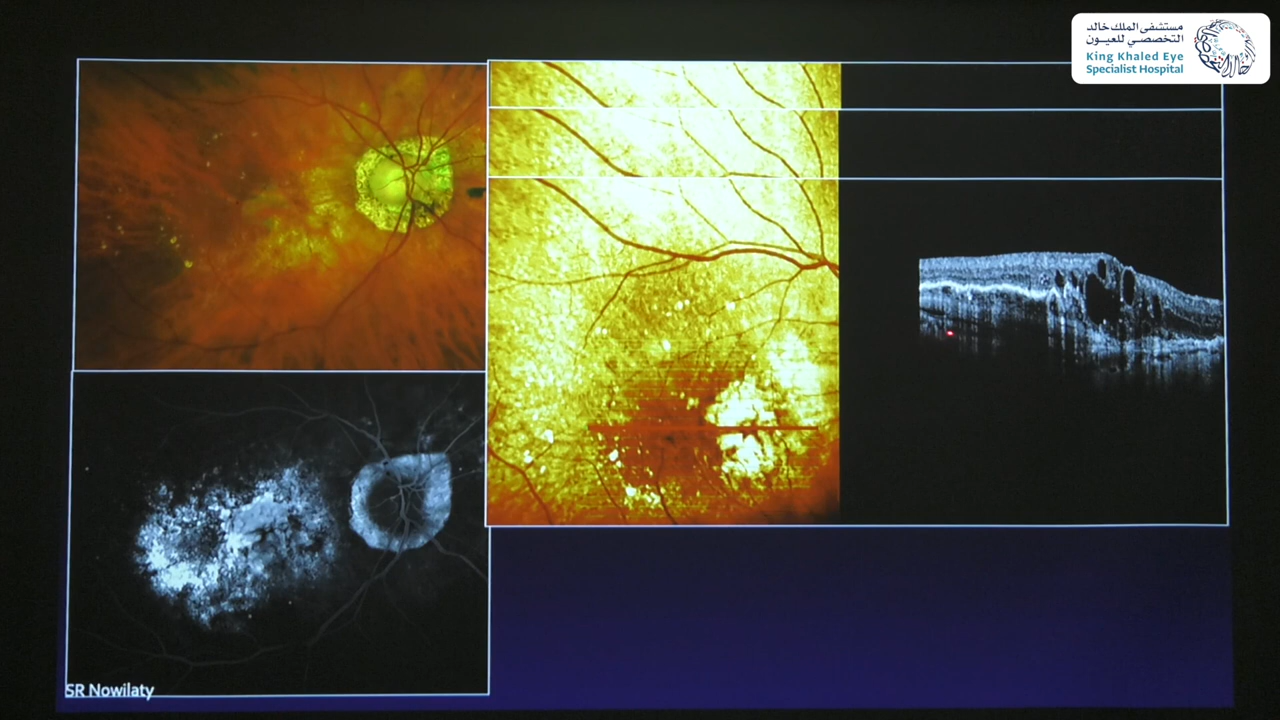 مستشفى الملك خالد
التخصصي للعيون
King Khaled Eye
Specialist Hospital
SR Nowilaty